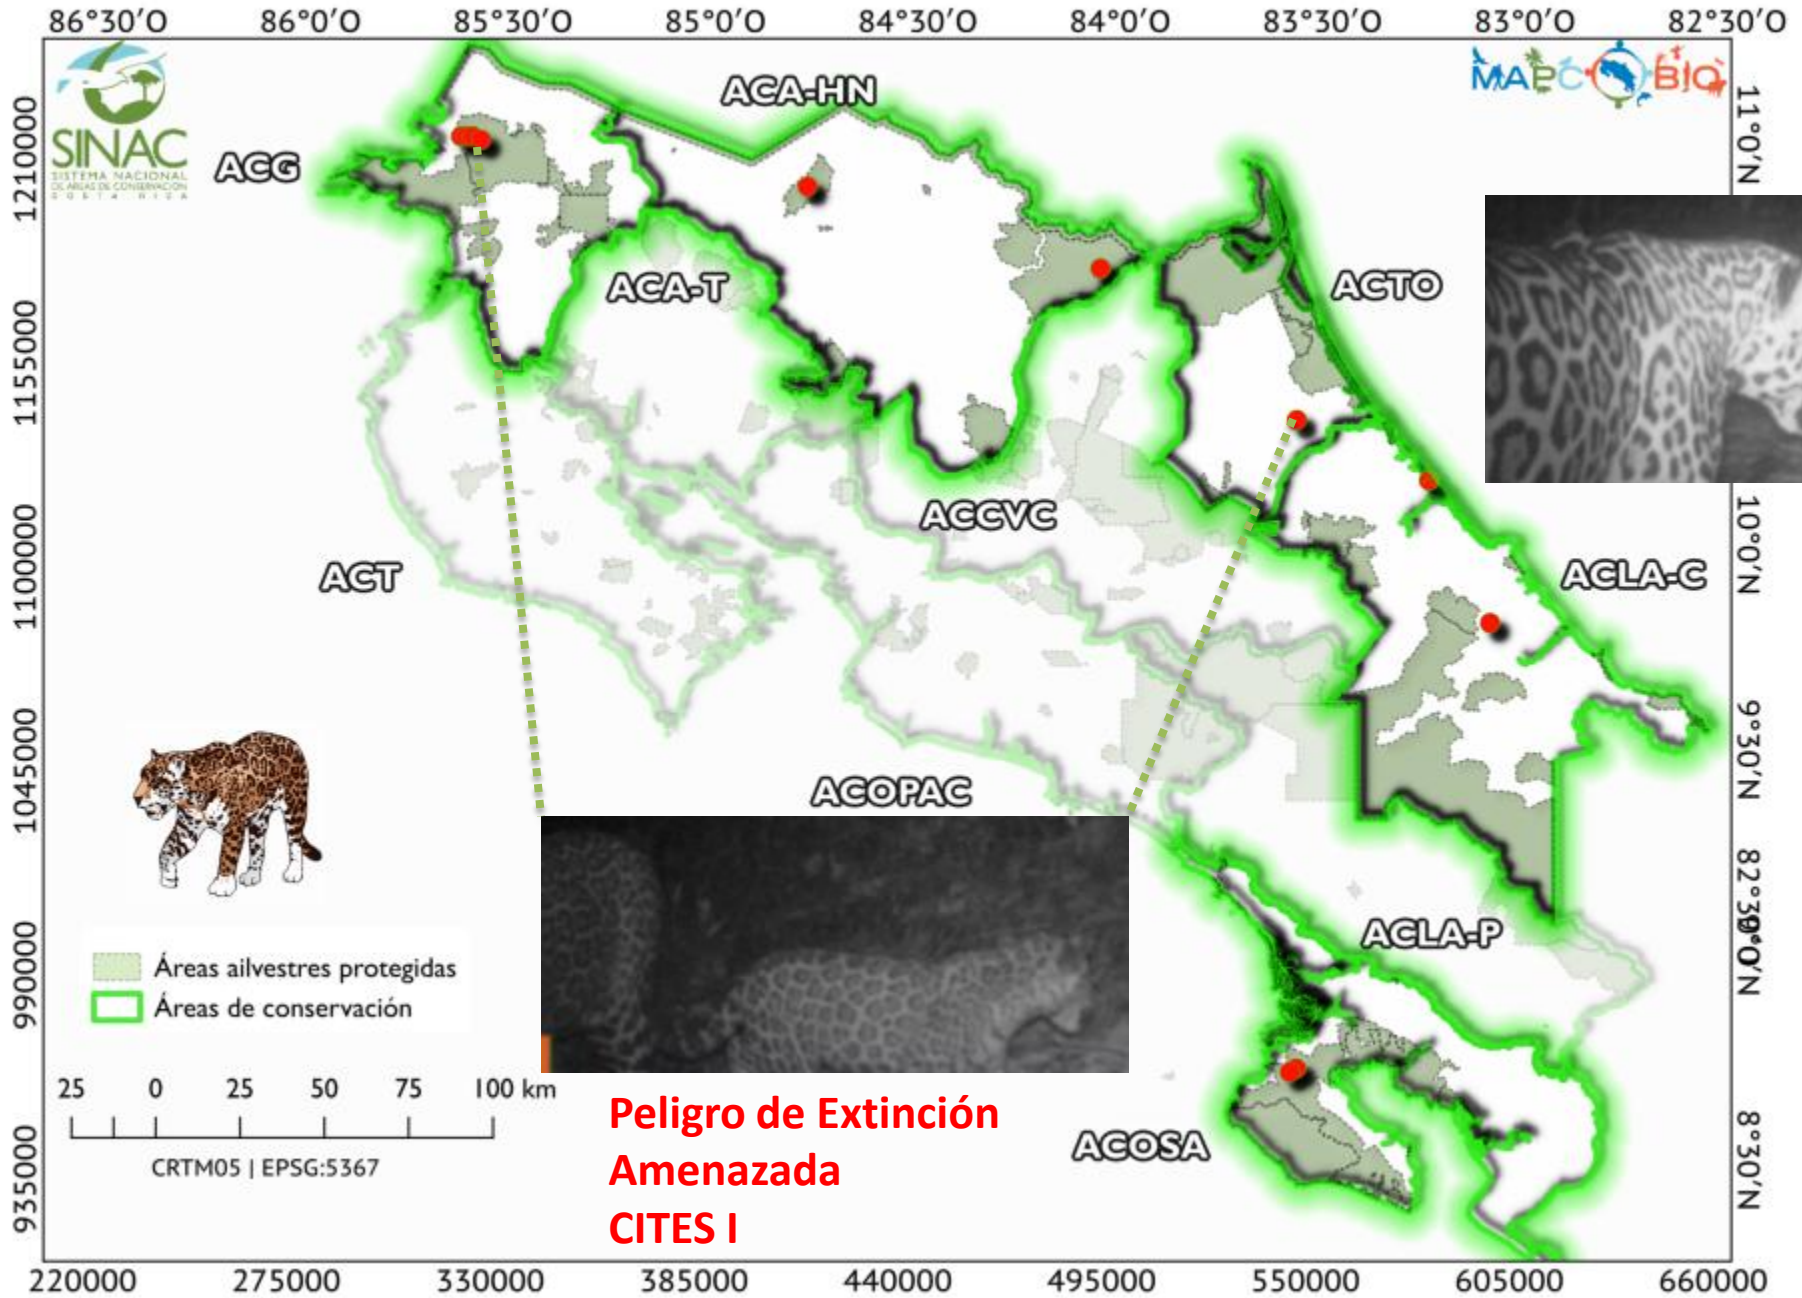 86°30'O 86°0'O 85°30'O 85°0'O 84°30'O 84°0'O 83°30'O 83°0'O 82°30'O
SINAC
SISTEMA NACIONAL
DE ÁREAS DE CONSERVACIÓN
COSTA RICA
MAPCOBIO
ACA-HN
ACG
ACA-T
ACTO
ACCVC
ACT
ACLA-C
ACOPAC
ACLA-P
ACOSA
1210000
1155000
1100000
1045000
990000
935000
11°0'N
10°0'N
9°30'N
8°30'N
Áreas ailvestres protegidas
Áreas de conservación
25 0 25 50 75 100 km
CRTM05 | EPSG:5367
Peligro de Extinción
Amenazada
CITES I
220000 275000 330000 385000 440000 495000 550000 605000 660000